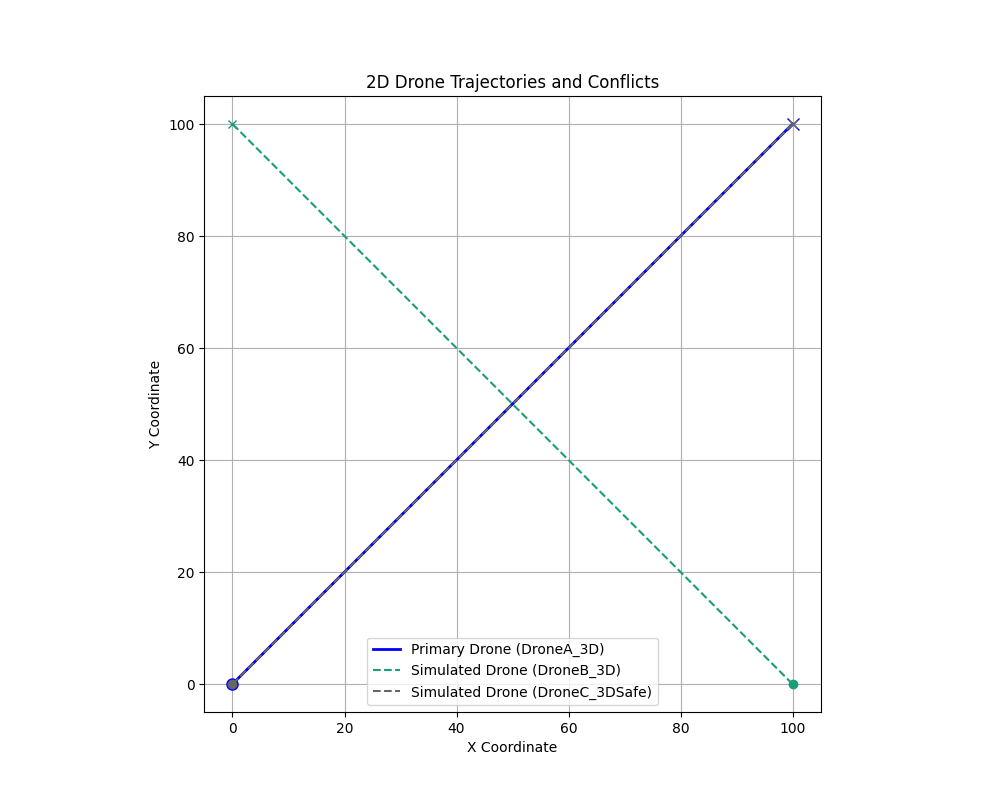 2D Drone Trajectories and Conflicts
100
80
60
40
20
0
Y Coordinate
Primary Drone (DroneA_3D)
Simulated Drone (DroneB_3D)
Simulated Drone (DroneC_3DSafe)
0 20 40 60 80 100
X Coordinate